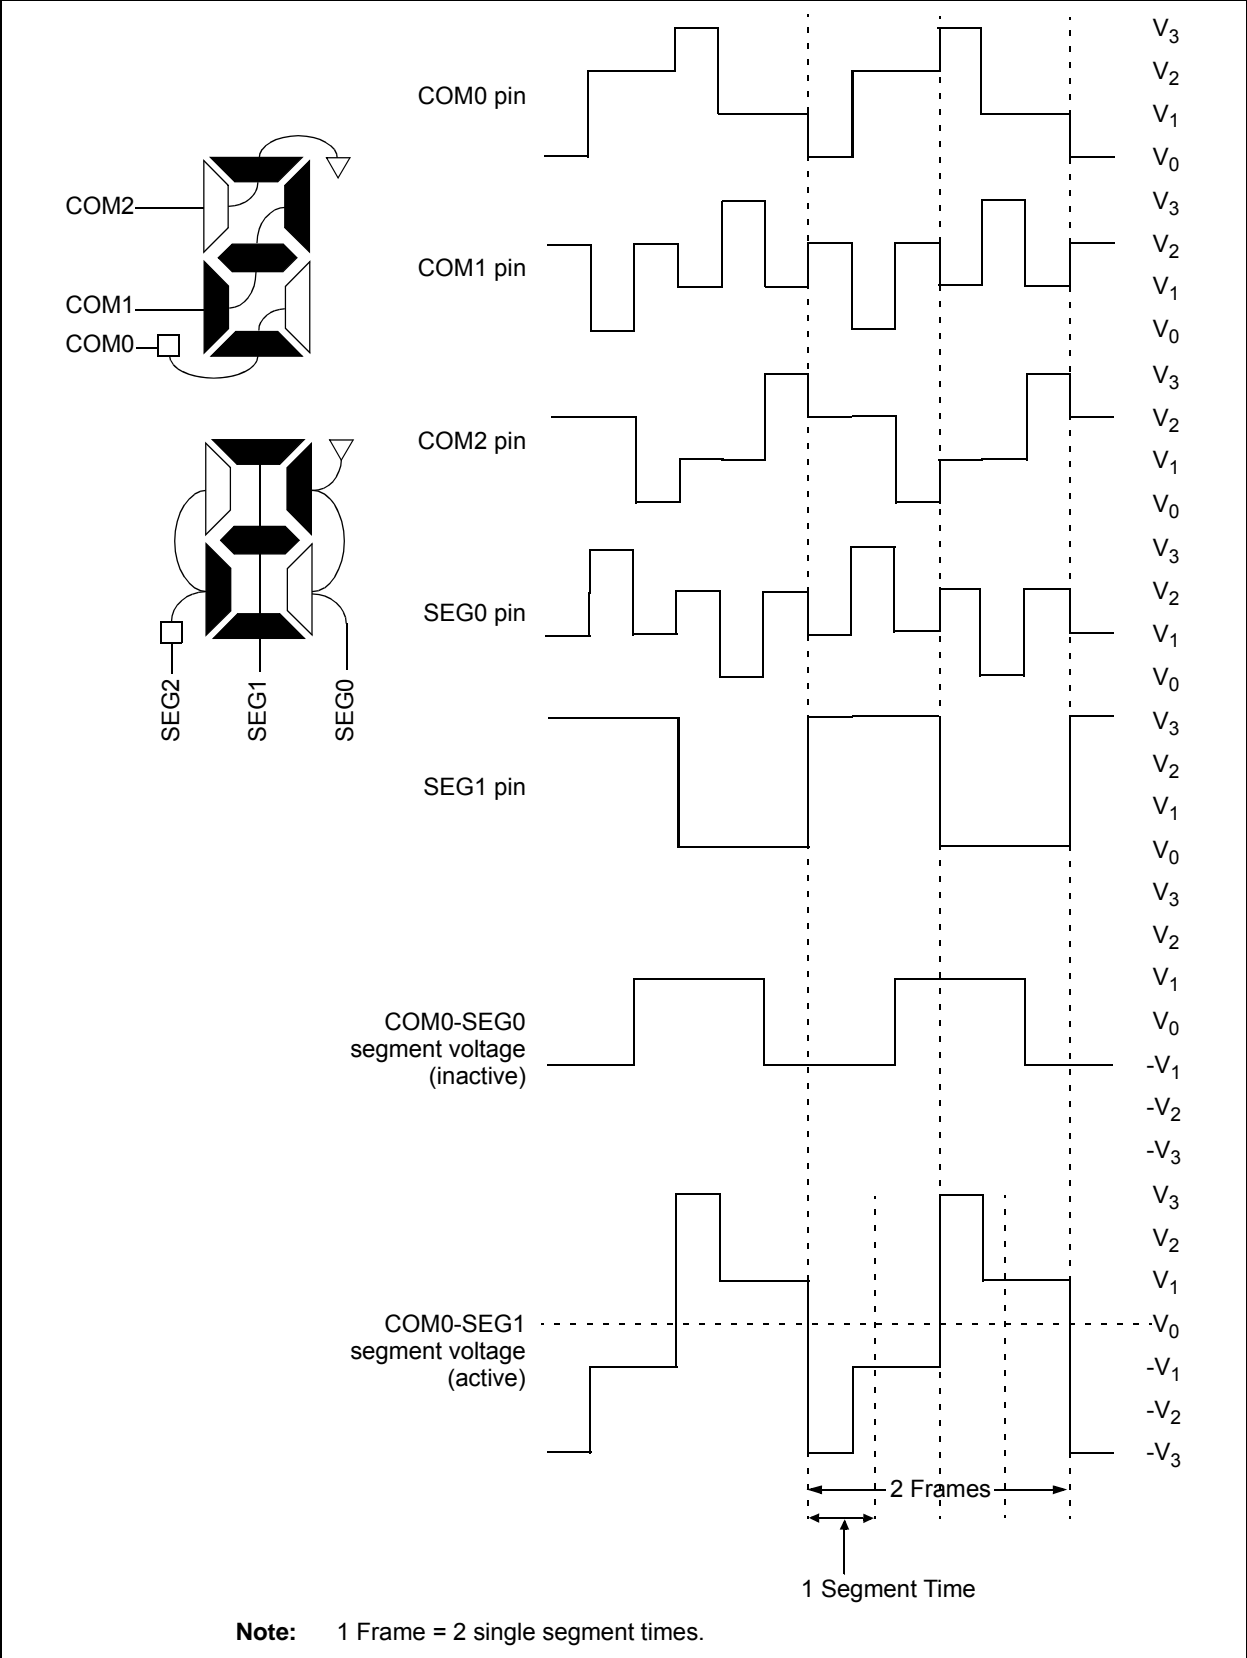 COM0 pin
V3
V2
V1
V0
COM2
COM1
COM0
COM1 pin
V3
V2
V1
V0
COM2 pin
V3
V2
V1
V0
SEG0 pin
V3
V2
V1
V0
SEG2
SEG1
SEG0
SEG1 pin
V3
V2
V1
V0
COM0-SEG0
segment voltage
(inactive)
V3
V2
V1
V0
-V1
-V2
-V3
COM0-SEG1
segment voltage
(active)
V3
V2
V1
V0
-V1
-V2
-V3
2 Frames
1 Segment Time
Note: 1 Frame = 2 single segment times.